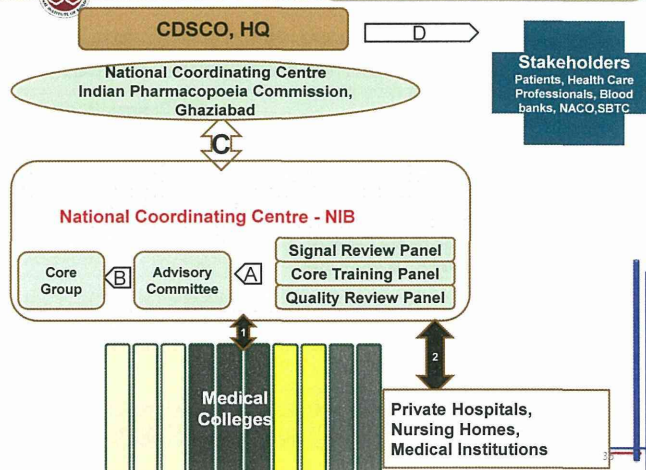 CDSCO, HQ
D
Stakeholders
Patients, Health Care
Professionals, Blood
banks, NACO,SBTC
National Coordinating Centre
Indian Pharmacopoeia Commission,
Ghaziabad
C
National Coordinating Centre - NIB
Signal Review Panel
Core Training Panel
Quality Review Panel
Core
Group
B
Advisory
Committee
A
1
2
Medical
Colleges
Private Hospitals,
Nursing Homes,
Medical Institutions